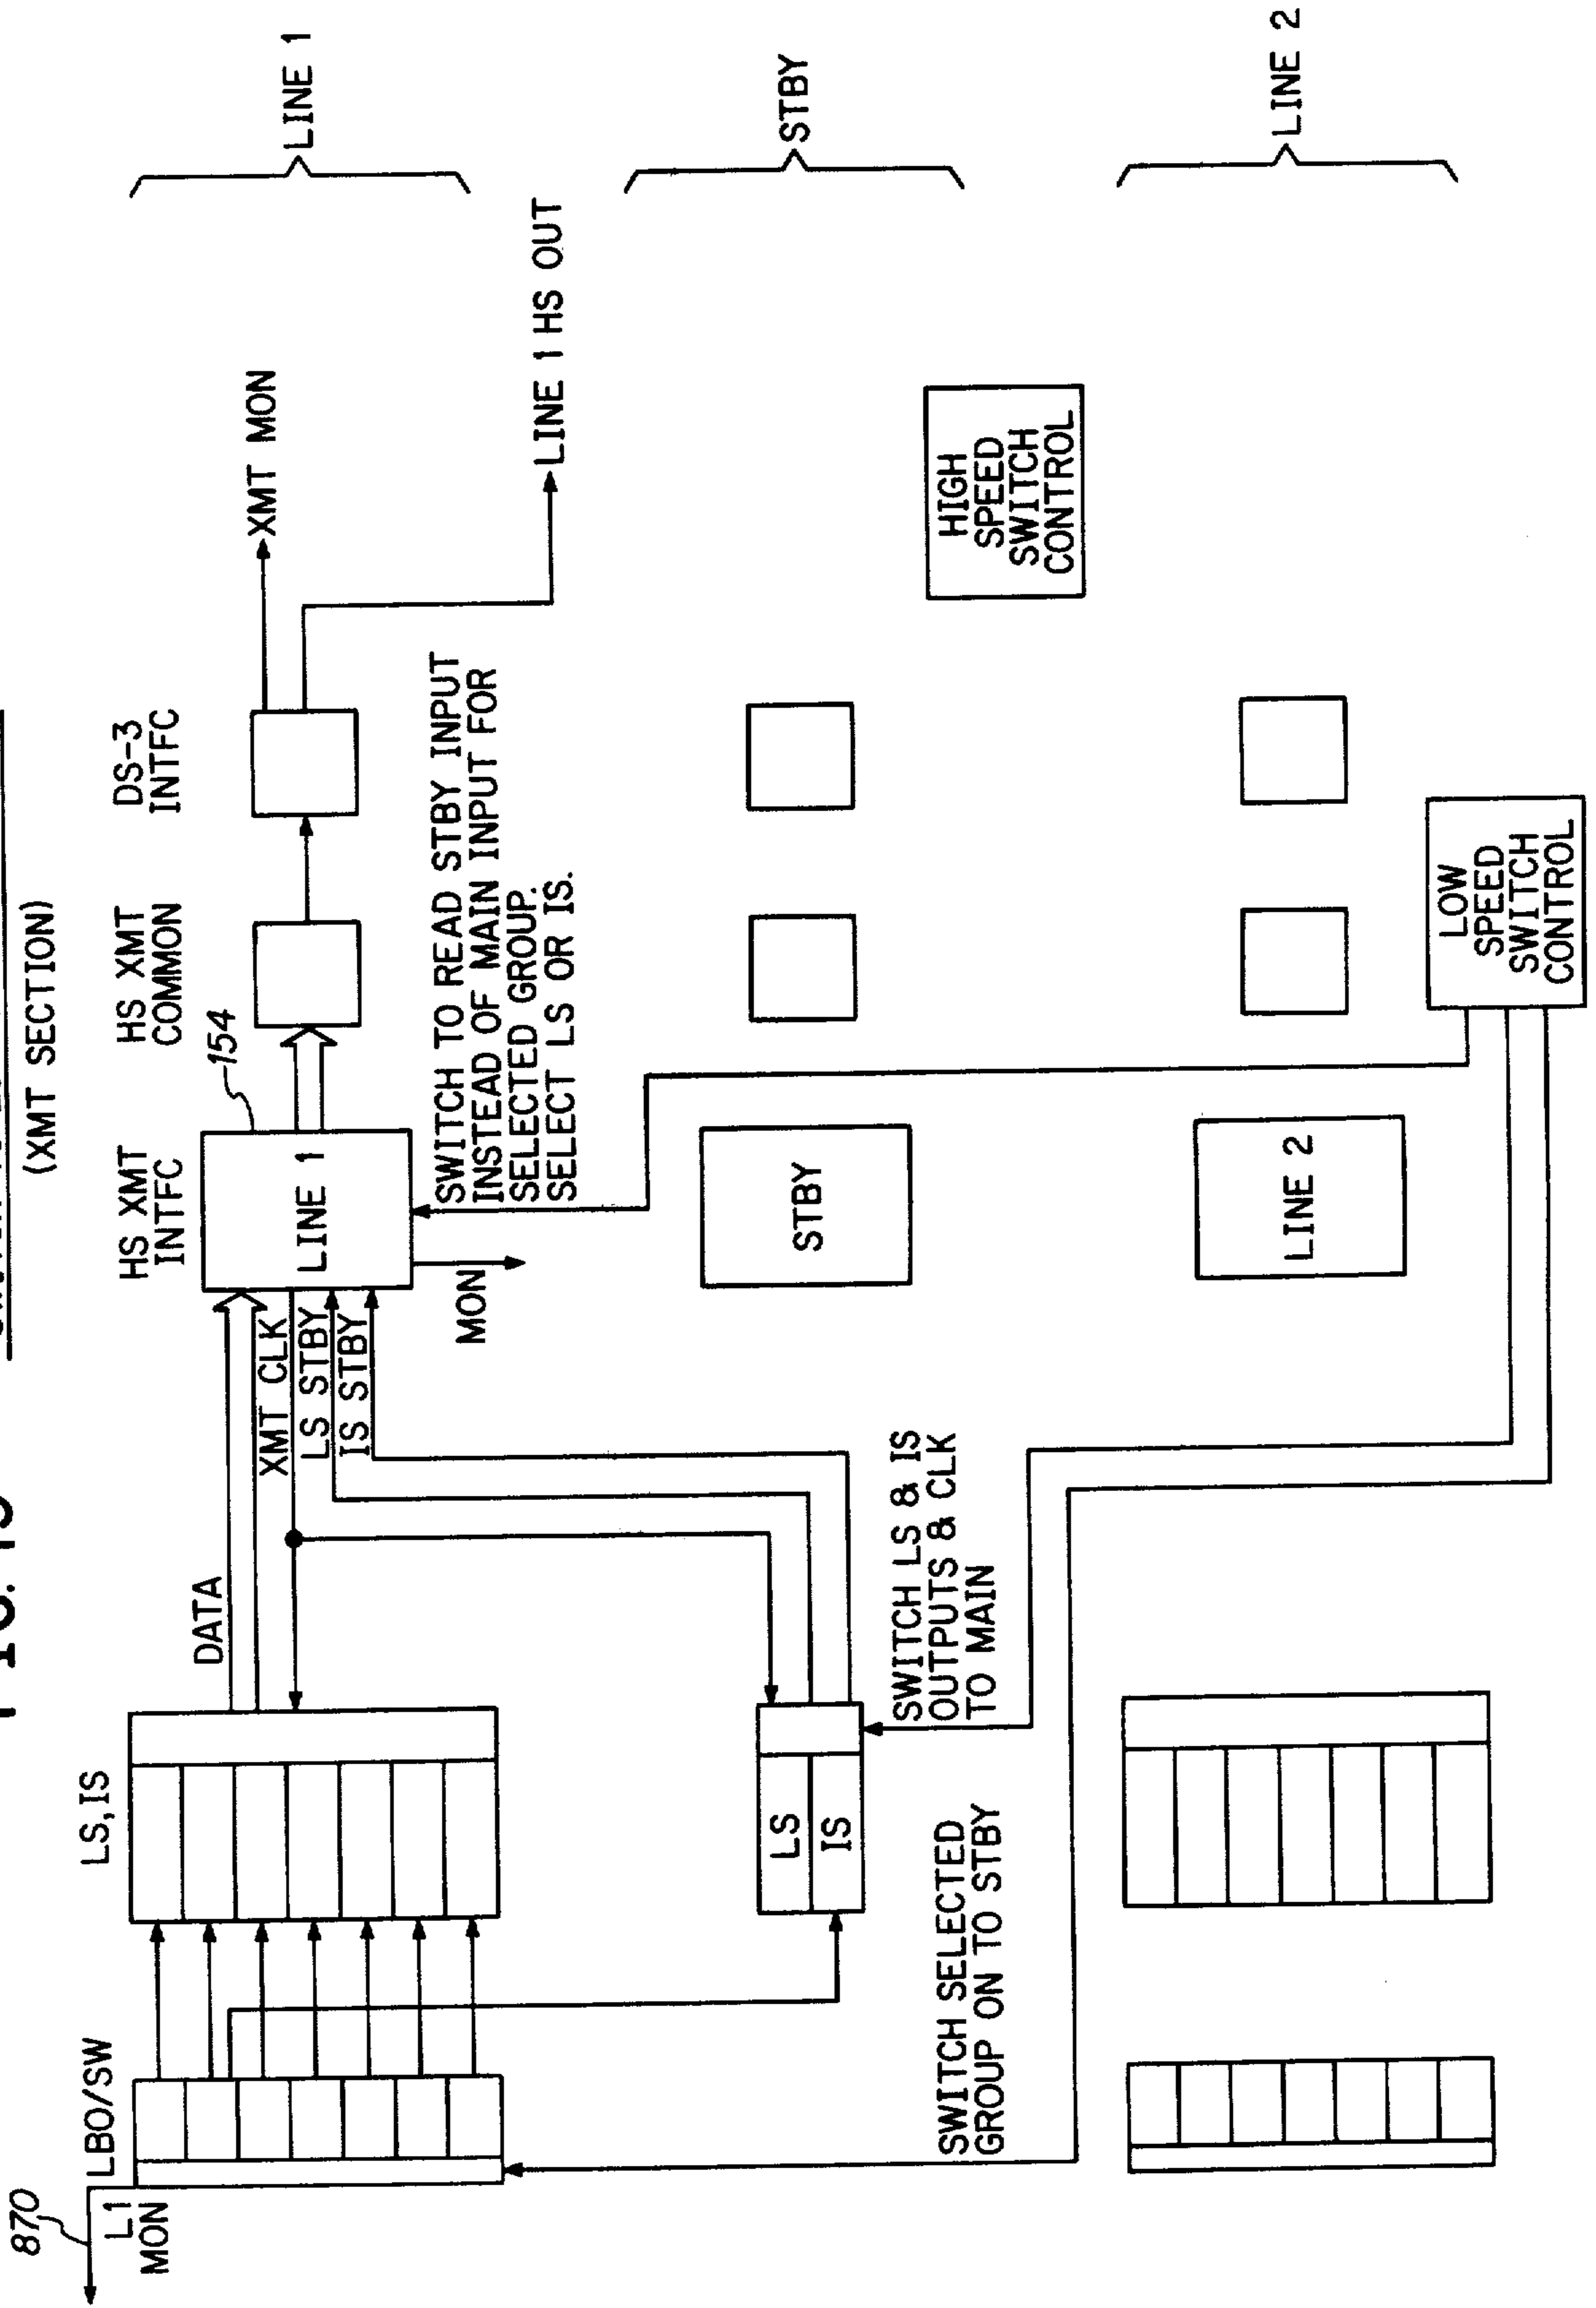 (XMT SECTION)
870
L1
MON
LBO/SW
LS,IS
DATA
XMT CLK
LS STBY
IS STBY
HS XMT
INTFC
154
LINE 1
MON
HS XMT
COMMON
DS-3
INTFC
XMT MON
LINE 1 HS OUT
LINE 1
SWITCH TO READ STBY INPUT
INSTEAD OF MAIN INPUT FOR
SELECTED GROUP.
SELECT LS OR IS.
LS
IS
SWITCH LS & IS
OUTPUTS & CLK
TO MAIN
STBY
HIGH
SPEED
SWITCH
CONTROL
STBY
SWITCH SELECTED
GROUP ON TO STBY
LINE 2
LOW
SPEED
SWITCH
CONTROL
LINE 2